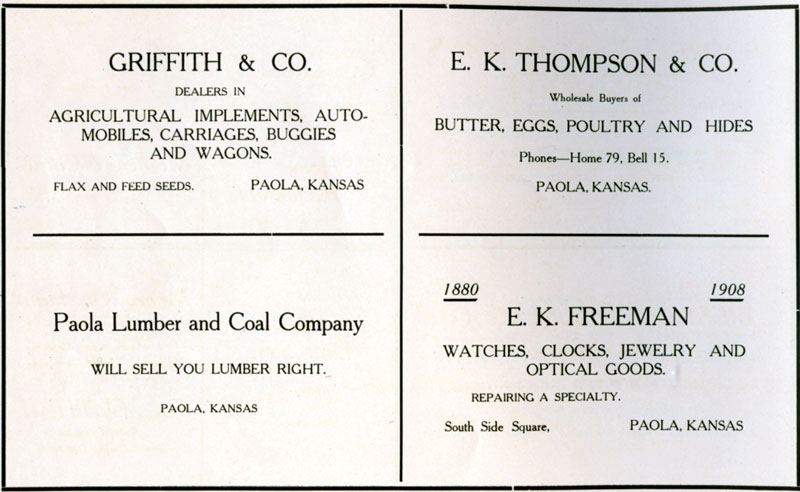 GRIFFITH & CO.
DEALERS IN
AGRICULTURAL IMPLEMENTS, AUTO-
MOBILES, CARRIAGES, BUGGIES
AND WAGONS.
FLAX AND FEED SEEDS. PAOLA, KANSAS
E. K. THOMPSON & CO.
Wholesale Buyers of
BUTTER, EGGS, POULTRY AND HIDES
Phones—Home 79, Bell 15.
PAOLA, KANSAS.
Paola Lumber and Coal Company
WILL SELL YOU LUMBER RIGHT.
PAOLA, KANSAS
1880 1908
E. K. FREEMAN
WATCHES, CLOCKS, JEWELRY AND
OPTICAL GOODS.
REPAIRING A SPECIALTY.
South Side Square, PAOLA, KANSAS